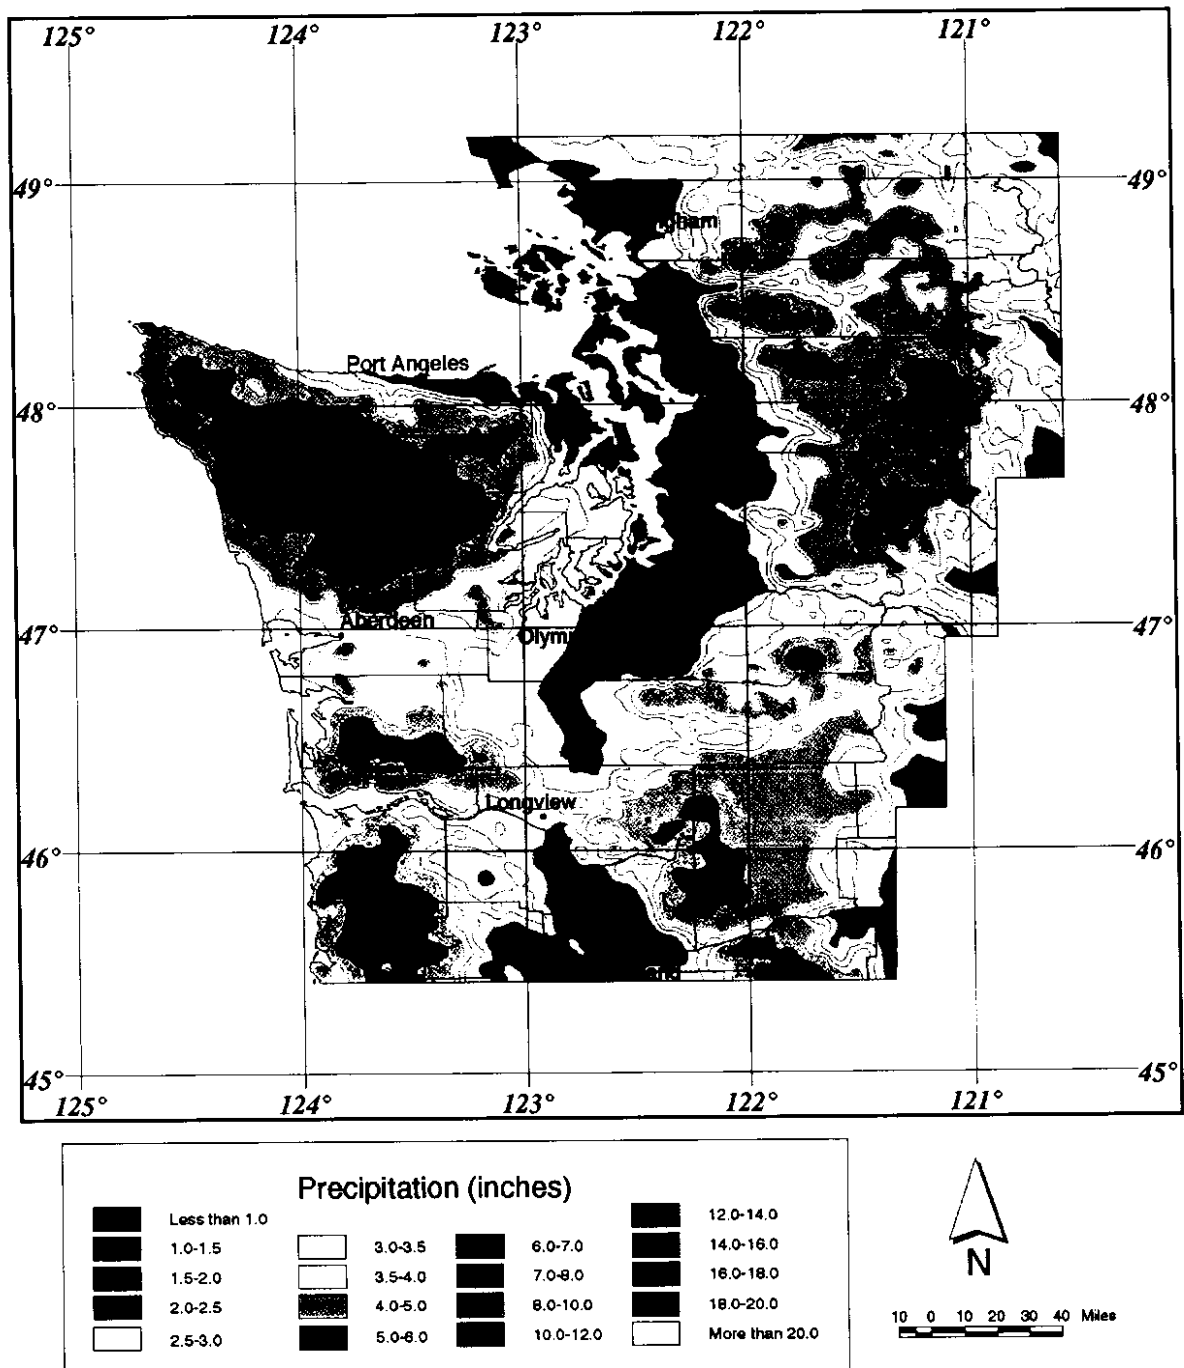 125° 124° 123° 122° 121°
49° 49°
ham
Port Angeles
48° 48°
47° Aberdeen 47°
Olym
Longview
46° 46°
45° 45°
125° 124° 123° 122° 121°
Precipitation (inches)
Less than 1.0
1.0-1.5
1.5-2.0
2.0-2.5
2.5-3.0
3.0-3.5
3.5-4.0
4.0-5.0
5.0-6.0
6.0-7.0
7.0-8.0
8.0-10.0
10.0-12.0
12.0-14.0
14.0-16.0
16.0-18.0
18.0-20.0
More than 20.0
N
10 0 10 20 30 40 Miles